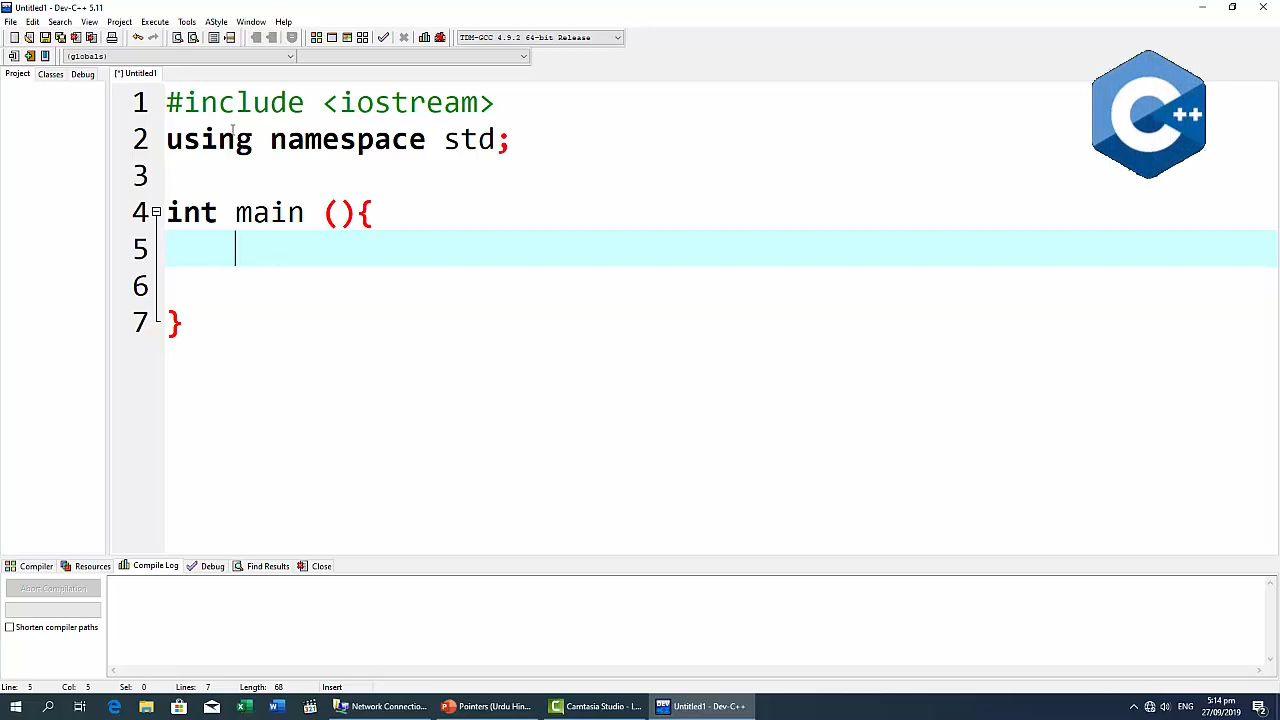 Untitled1 - Dev-C++ 5.11
File Edit Search View Project Execute Tools AStyle Window Help
TDM-GCC 4.9.2 64-bit Release
(globals)
Project Classes Debug [*] Untitled1
C++
1 #include <iostream>
2 using namespace std;
3
4 int main (){
5
6
7 }
Compiler Resources Compile Log Debug Find Results Close
Abort Compilation
Shorten compiler paths
Line: 5 Col: 5 Sel: 0 Lines: 7 Length: 68 Insert
Network Connectio... Pointers (Urdu Hin... Camtasia Studio - L... Untitled1 - Dev-C++ ENG 5:14 pm
27/09/2019 2